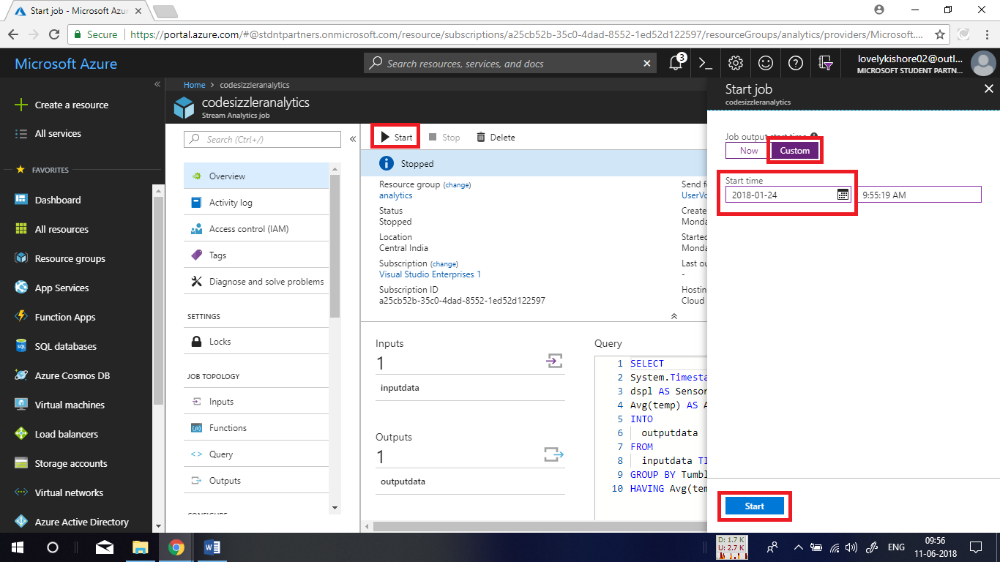 Start job - Microsoft Azur
Secure
https://portal.azure.com/#@stdntpartners.onmicrosoft.com/resource/subscriptions/a25cb52b-35c0-4dad-8552-1ed52d122597/resourceGroups/analytics/providers/Microsoft....
Microsoft Azure
Search resources, services, and docs
3
lovelykishore02@outl...
MICROSOFT STUDENT PARTN...
Create a resource
All services
FAVORITES
Dashboard
All resources
Resource groups
App Services
Function Apps
SQL databases
Azure Cosmos DB
Virtual machines
Load balancers
Storage accounts
Virtual networks
Azure Active Directory
Home > codesizzleranalytics
codesizzleranalytics
Stream Analytics job
Search (Ctrl+/)
Overview
Activity log
Access control (IAM)
Tags
Diagnose and solve problems
SETTINGS
Locks
JOB TOPOLOGY
Inputs
Functions
Query
Outputs
CONFIGURE
Start Stop Delete
Stopped
Resource group (change)
analytics
Status
Stopped
Location
Central India
Subscription (change)
Visual Studio Enterprises 1
Subscription ID
a25cb52b-35c0-4dad-8552-1ed52d122597
Send fe
UserVo
Create
Monda
Started
Monda
Last ou
-
Hostin
Cloud
Inputs
1
inputdata
Outputs
1
outputdata
Query
1 SELECT
2 System.Timesta
3 dspl AS Sensor
4 Avg(temp) AS A
5 INTO
6 outputdata
7 FROM
8 inputdata TI
9 GROUP BY Tumbl
10 HAVING Avg(tem
Start job
codesizzleranalytics
Job output start time
Now Custom
Start time
2018-01-24 9:55:19 AM
Start
SQL
D: 1.7 K
U: 2.7 K
ENG
09:56
11-06-2018